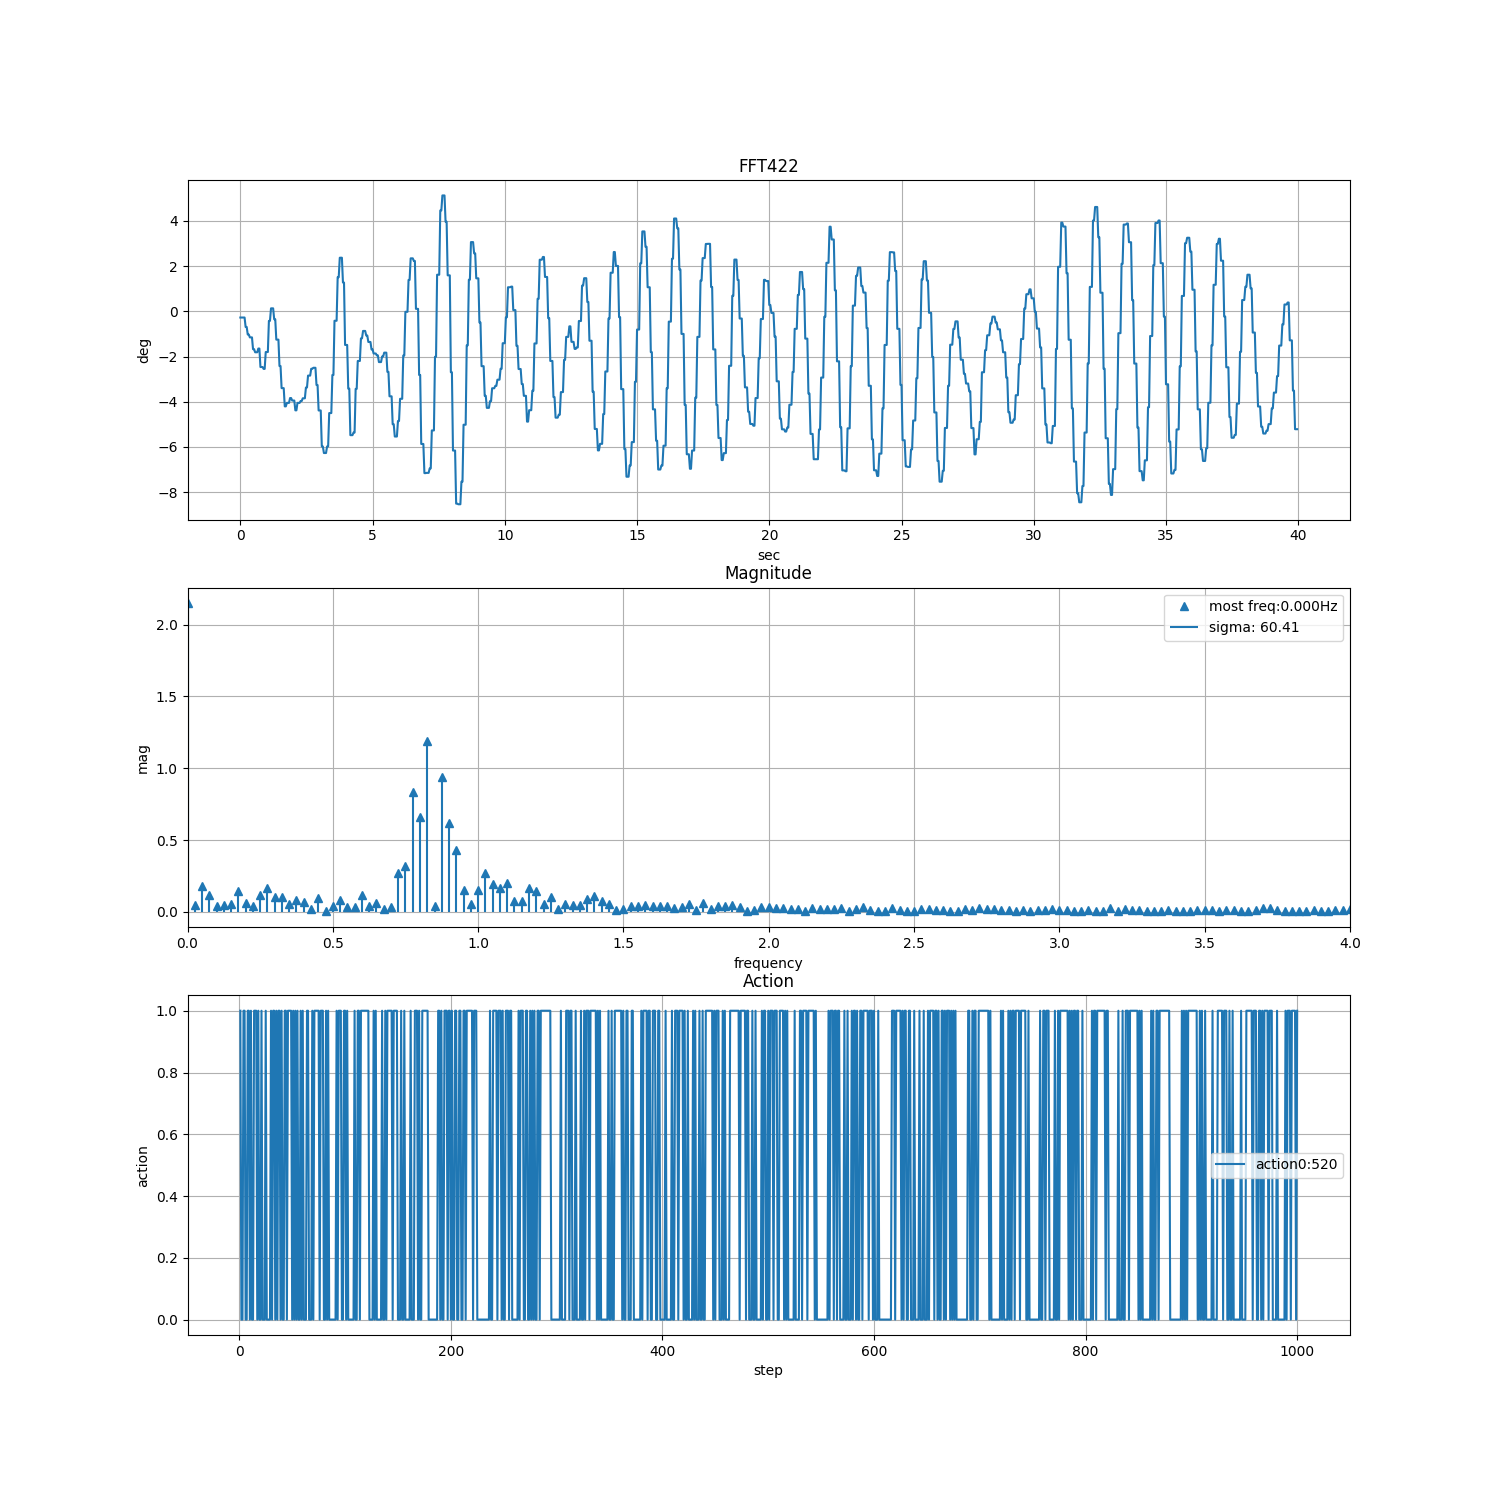 FFT422
4
2
0
−2
−4
−6
−8
deg
0 5 10 15 20 25 30 35 40
sec
Magnitude
most freq:0.000Hz
sigma: 60.41
2.0
1.5
1.0
0.5
0.0
mag
0.0 0.5 1.0 1.5 2.0 2.5 3.0 3.5 4.0
frequency
Action
1.0
0.8
0.6
0.4
0.2
0.0
action
action0:520
0 200 400 600 800 1000
step